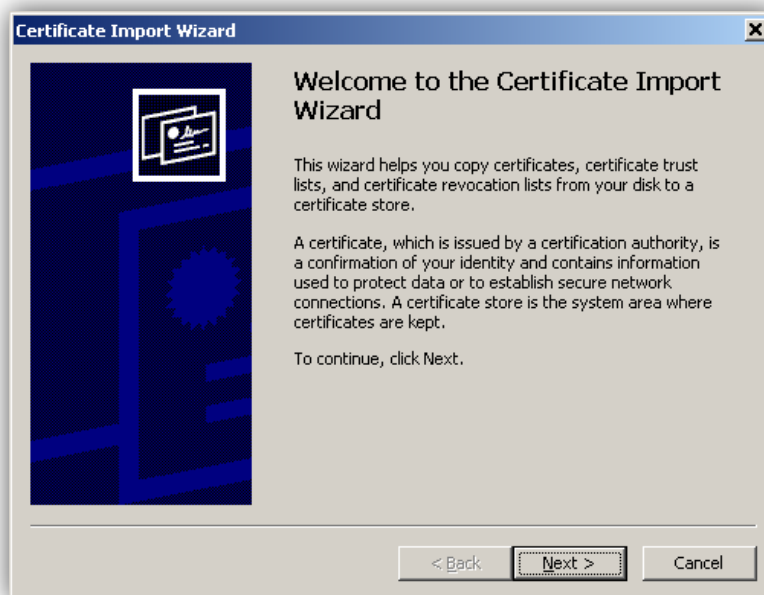 Certificate Import Wizard
Welcome to the Certificate Import
Wizard
This wizard helps you copy certificates, certificate trust
lists, and certificate revocation lists from your disk to a
certificate store.
A certificate, which is issued by a certification authority, is
a confirmation of your identity and contains information
used to protect data or to establish secure network
connections. A certificate store is the system area where
certificates are kept.
To continue, click Next.
< Back Next > Cancel